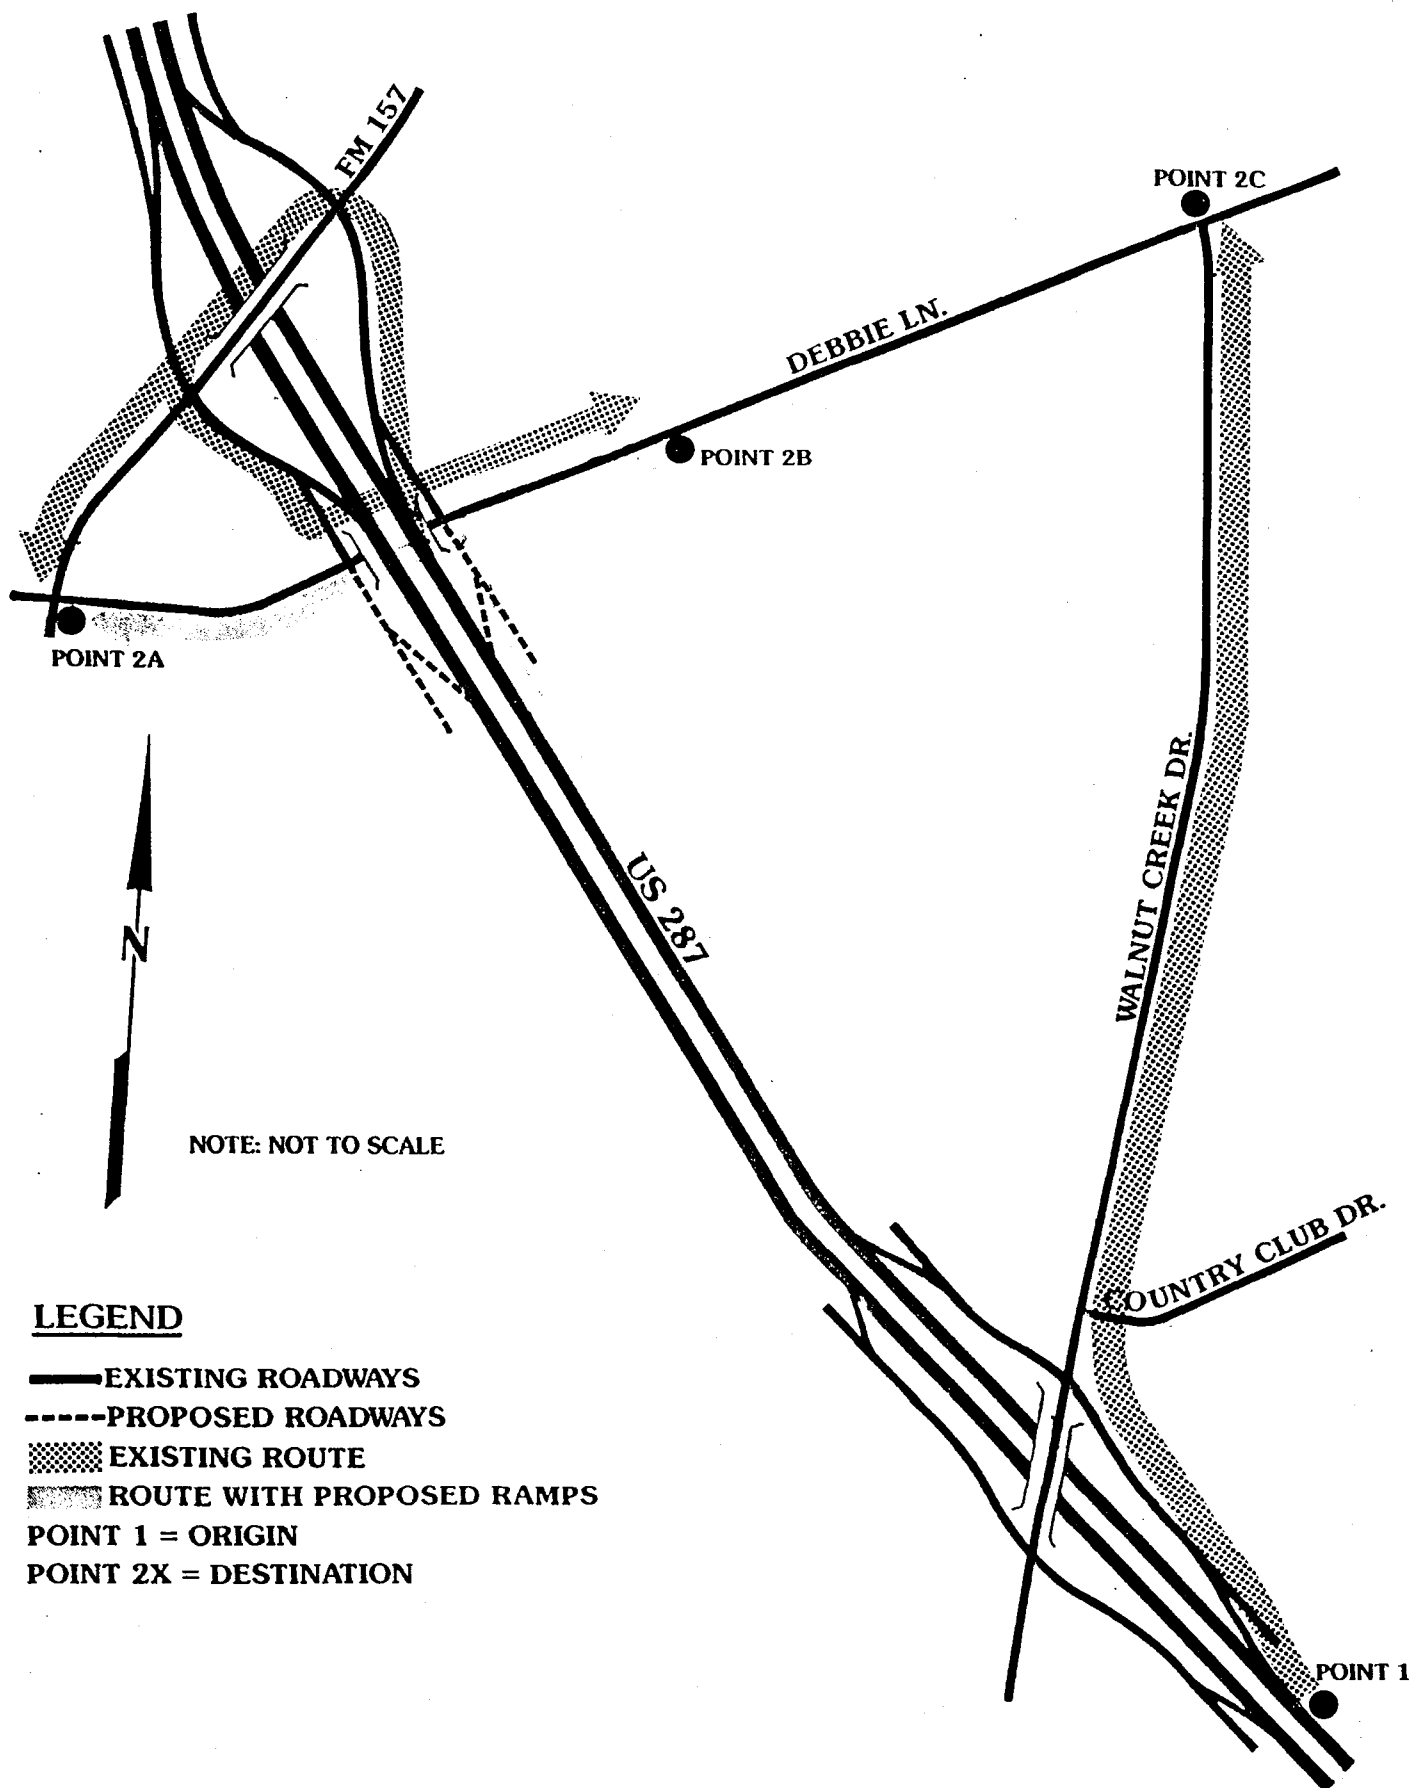 FM 157
POINT 2C
DEBBIE LN.
POINT 2B
POINT 2A
US 287
WALNUT CREEK DR.
N
NOTE: NOT TO SCALE
COUNTRY CLUB DR.
LEGEND
EXISTING ROADWAYS
PROPOSED ROADWAYS
EXISTING ROUTE
ROUTE WITH PROPOSED RAMPS
POINT 1 = ORIGIN
POINT 2X = DESTINATION
POINT 1